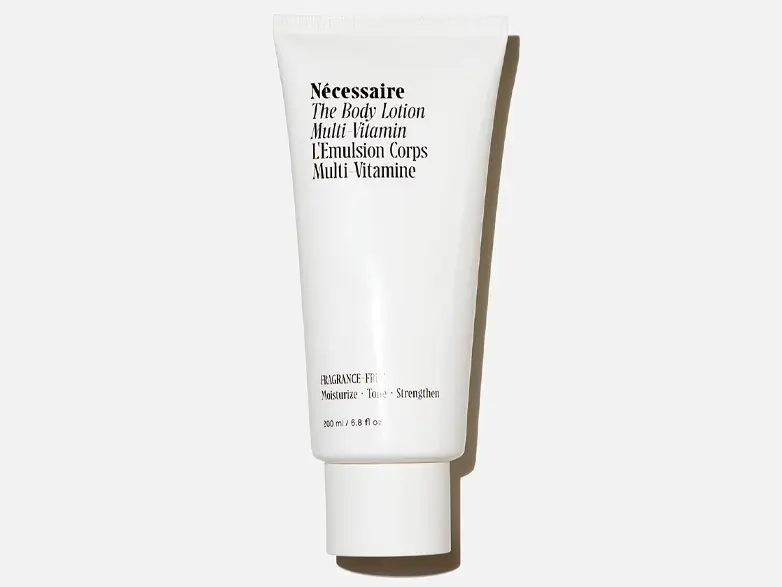 Nécessaire
The Body Lotion
Multi-Vitamin
L'Emulsion Corps
Multi-Vitamine
FRAGRANCE-FREE
Moisturize · Tone · Strengthen
200 ml / 6.8 fl oz